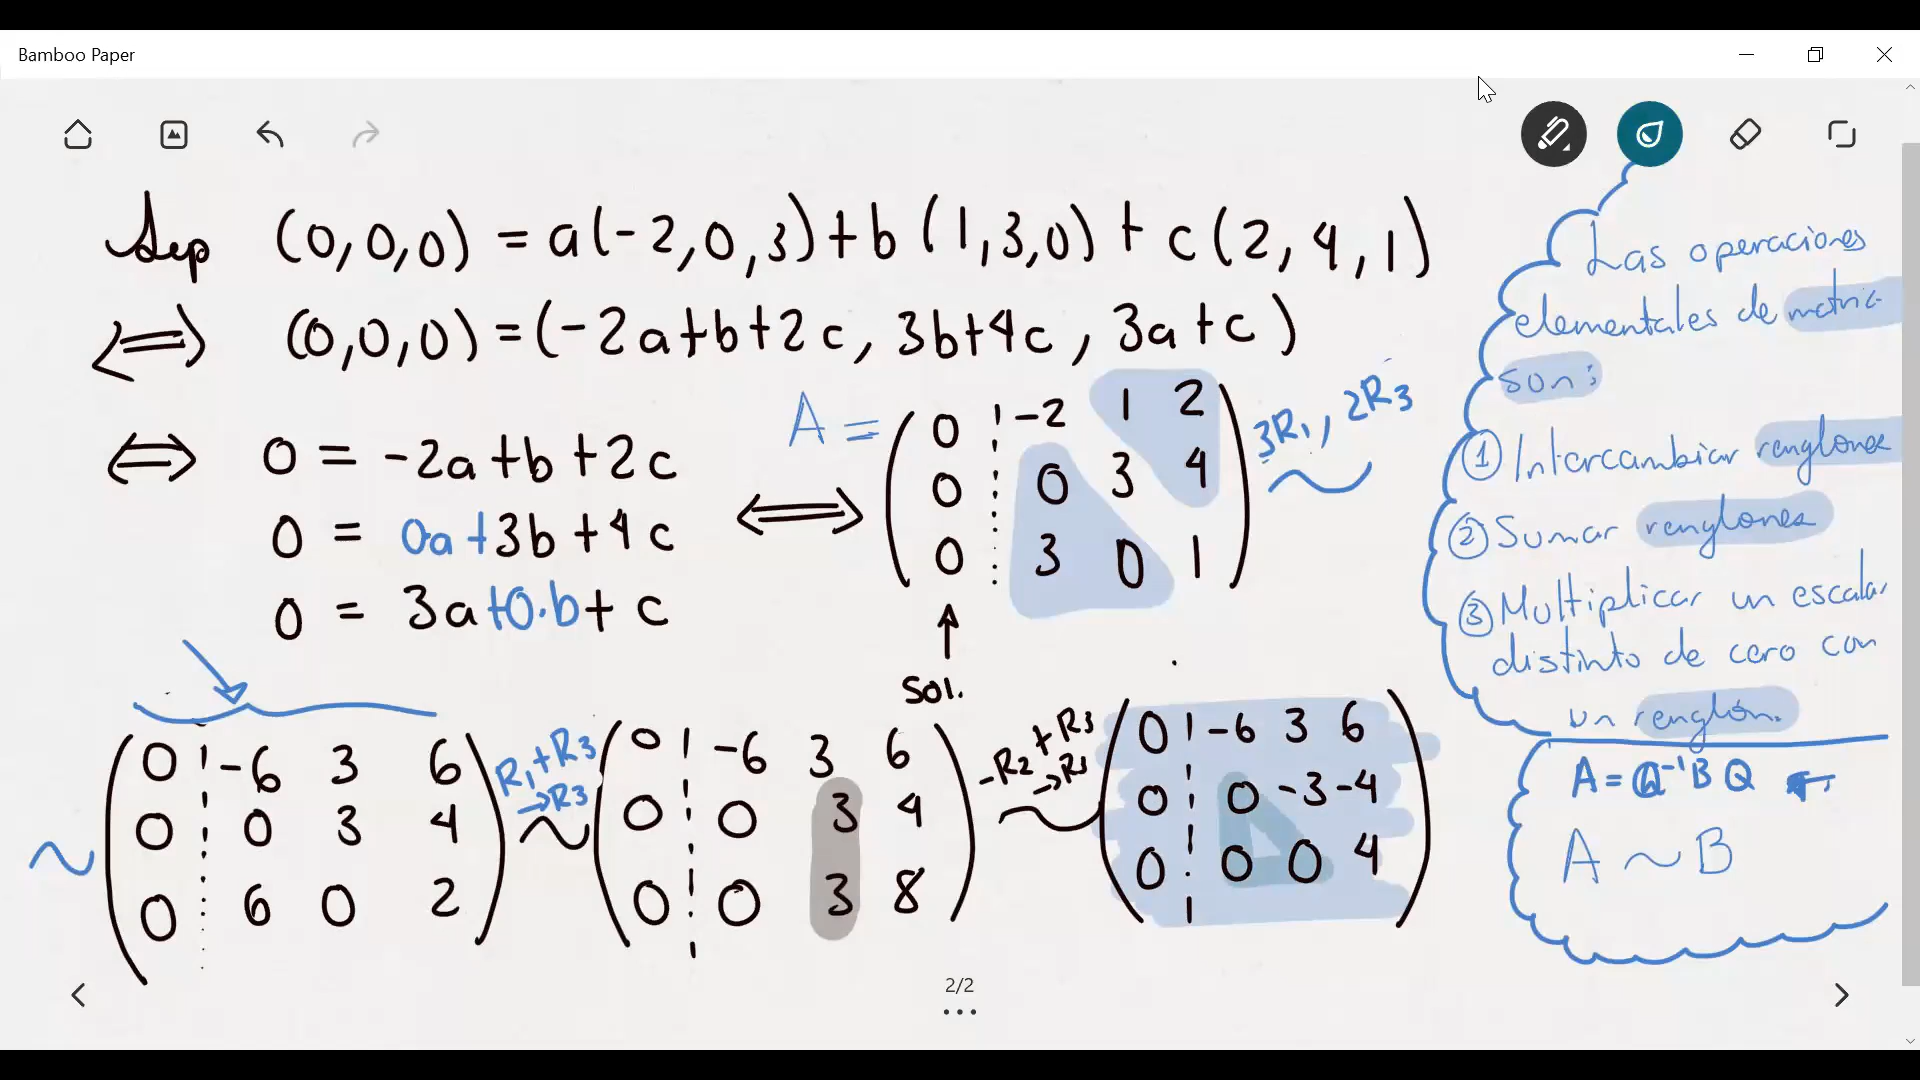 Bamboo Paper
Sup (0,0,0) = a(-2,0,3)+b(1,3,0)+c(2,4,1)
⟺ (0,0,0)=(-2a+b+2c, 3b+4c, 3a+c)
⟺ 0 = -2a+b+2c
0 = 0a+3b+4c
0 = 3a+0·b+c
⟺ A = ( 0 ¦ -2 1 2
0 ¦ 0 3 4
0 ¦ 3 0 1 ) 3R1, 2R3 ~
↑
Sol.
~ ( 0 ¦ -6 3 6
0 ¦ 0 3 4
0 ¦ 6 0 2 )
R1+R3
→R3
~ ( 0 ¦ -6 3 6
0 ¦ 0 3 4
0 ¦ 0 3 8 )
-R2+R3
→R3
~ ( 0 ¦ -6 3 6
0 ¦ 0 -3 -4
0 ¦ 0 0 4 )
Las operaciones
elementales de matric
son:
① Intercambiar renglones
② Sumar renglones
③ Multiplicar un escalar
distinto de cero con
un renglón.
A = Q⁻¹BQ ←
A ~ B
2/2